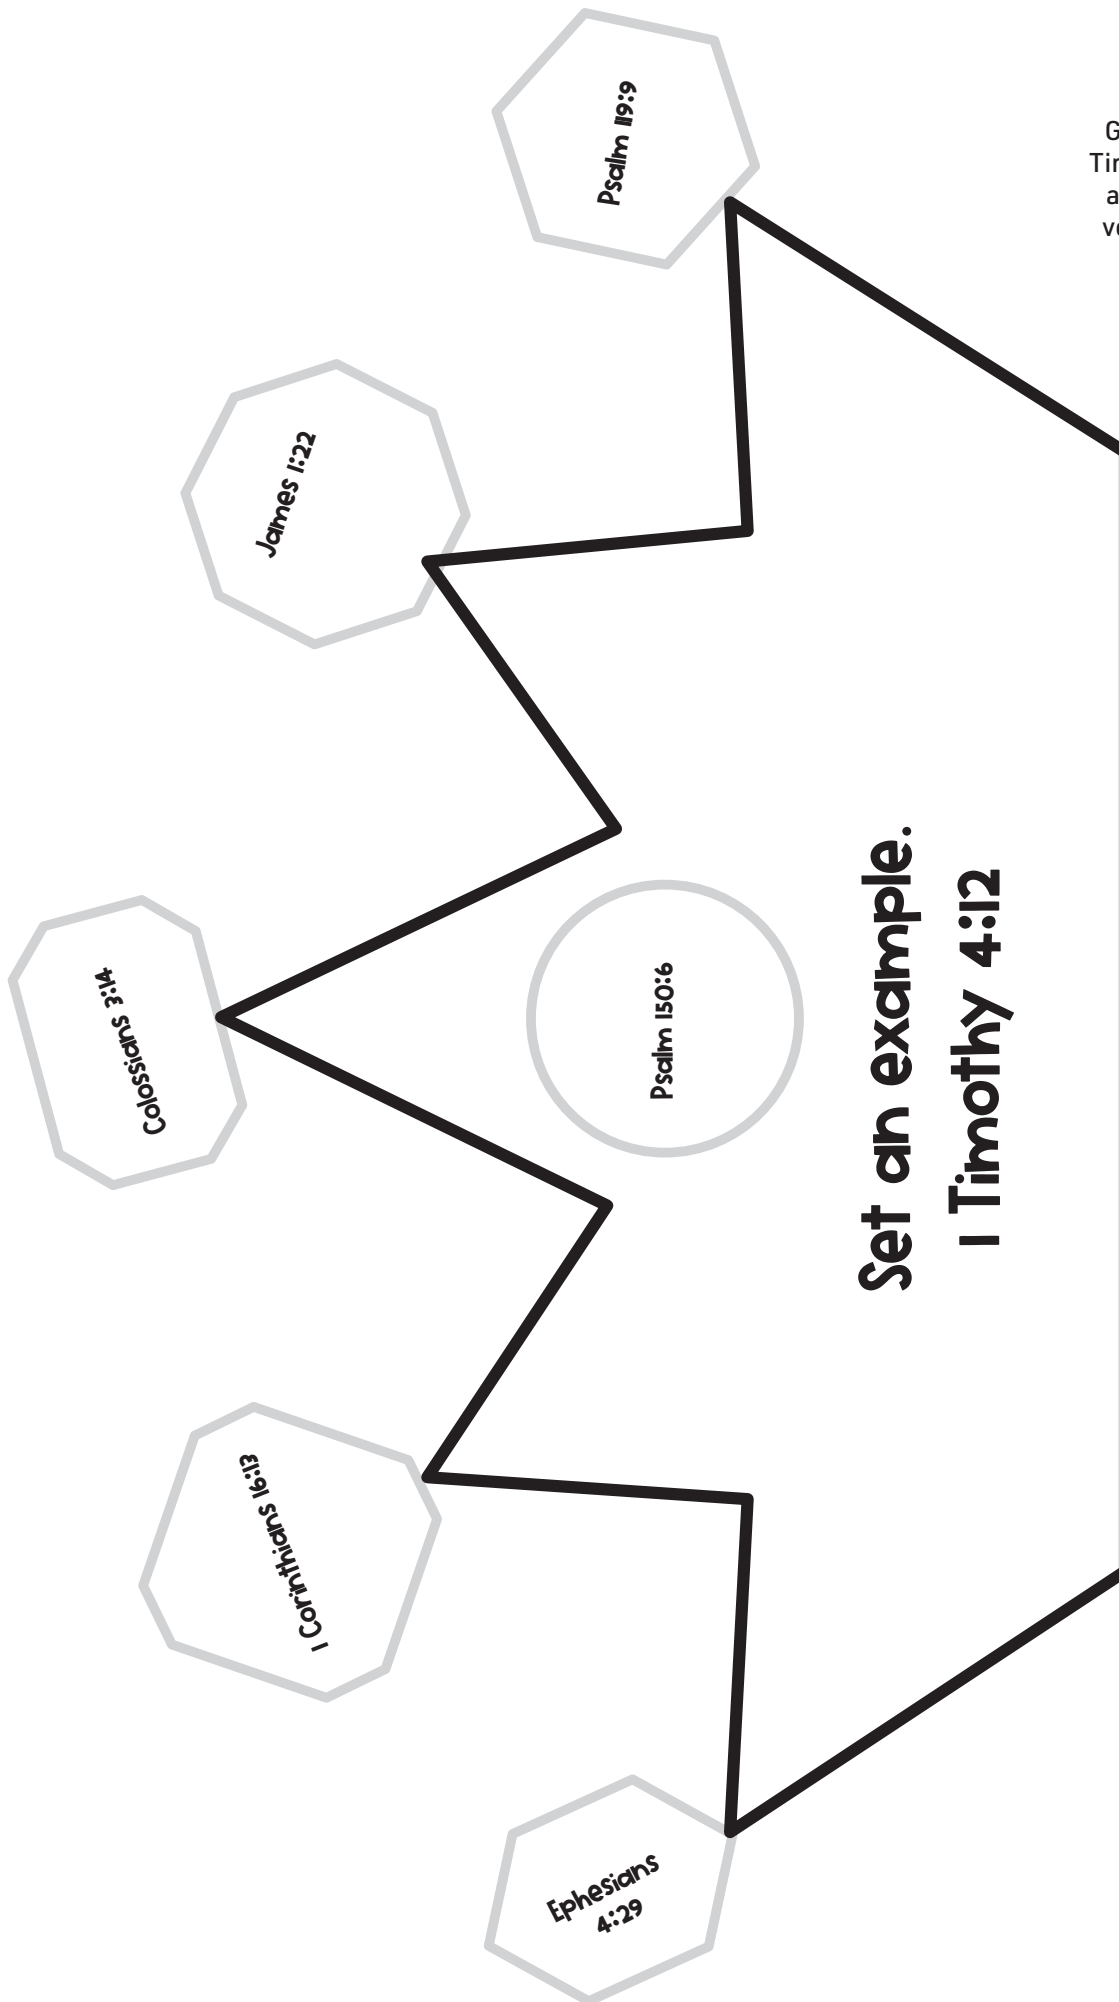 Psalm 119:9
James 1:22
Colossians 3:14
Psalm 150:6
Set an example.
1 Timothy 4:12
1 Corinthians 16:13
Ephesians
4:29